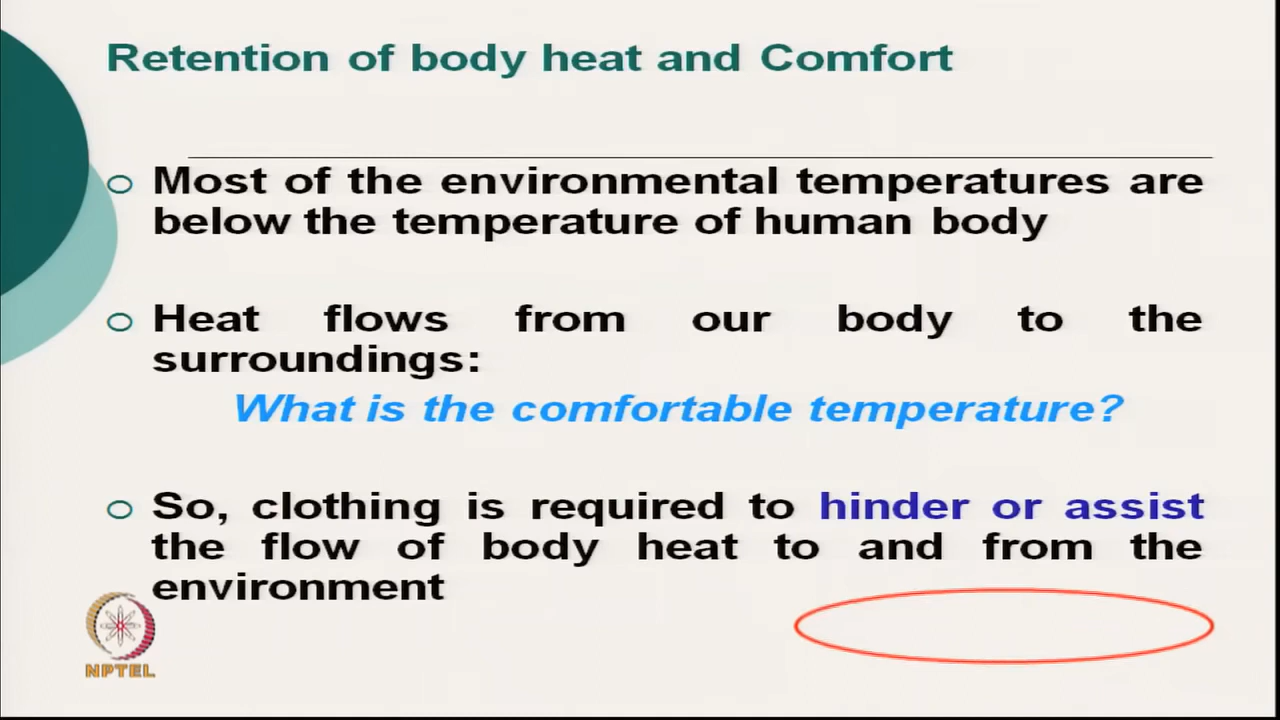 Retention of body heat and Comfort
Most of the environmental temperatures are
below the temperature of human body
Heat flows from our body to the
surroundings:
What is the comfortable temperature?
So, clothing is required to hinder or assist
the flow of body heat to and from the
environment
NPTEL